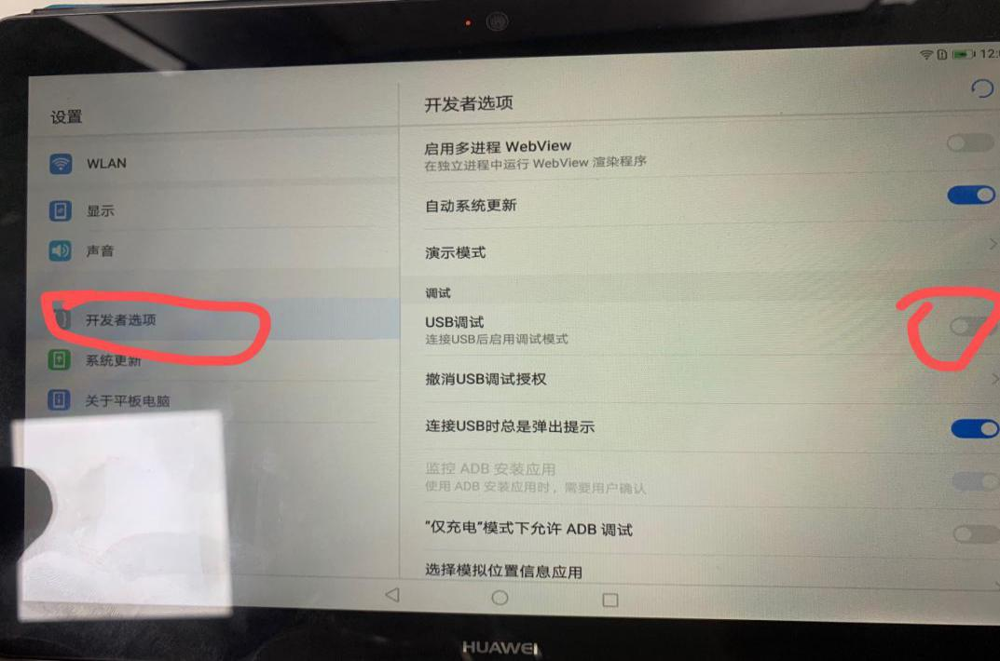 12:
设置
WLAN
显示
声音
开发者选项
系统更新
关于平板电脑
开发者选项
启用多进程 WebView
在独立进程中运行 WebView 渲染程序
自动系统更新
演示模式
调试
USB调试
连接USB后启用调试模式
撤消USB调试授权
连接USB时总是弹出提示
监控 ADB 安装应用
使用 ADB 安装应用时，需要用户确认
“仅充电”模式下允许 ADB 调试
选择模拟位置信息应用
HUAWEI